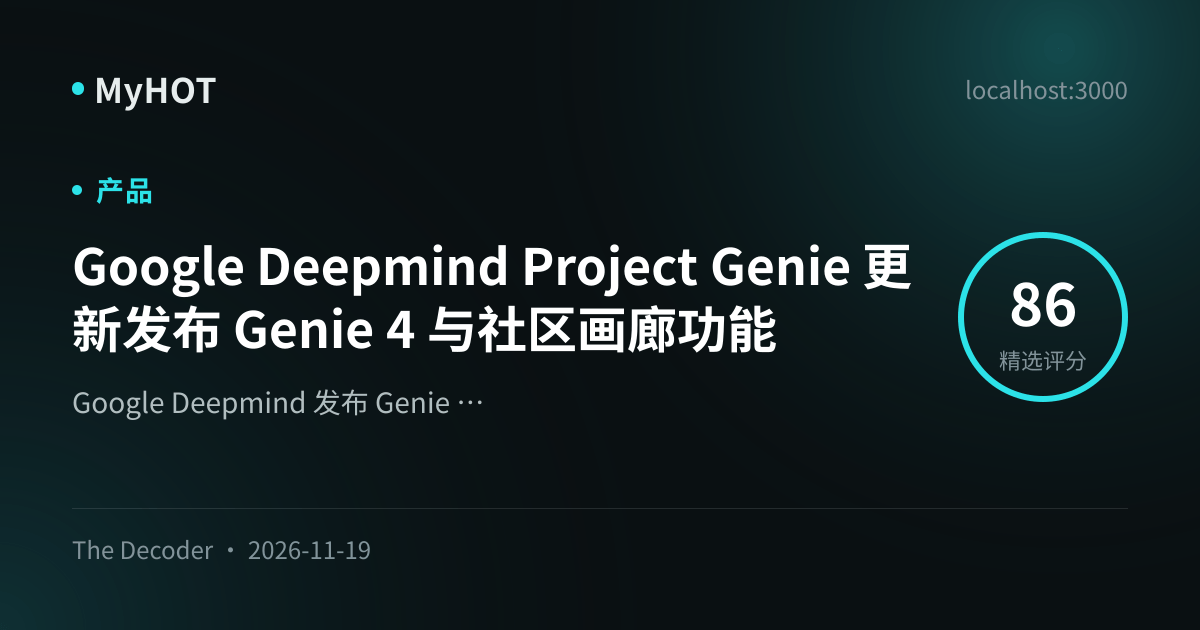 MyHOT
localhost:3000
产品
Google Deepmind Project Genie 更
新发布 Genie 4 与社区画廊功能
86
精选评分
Google Deepmind 发布 Genie ⋯
The Decoder • 2026-11-19